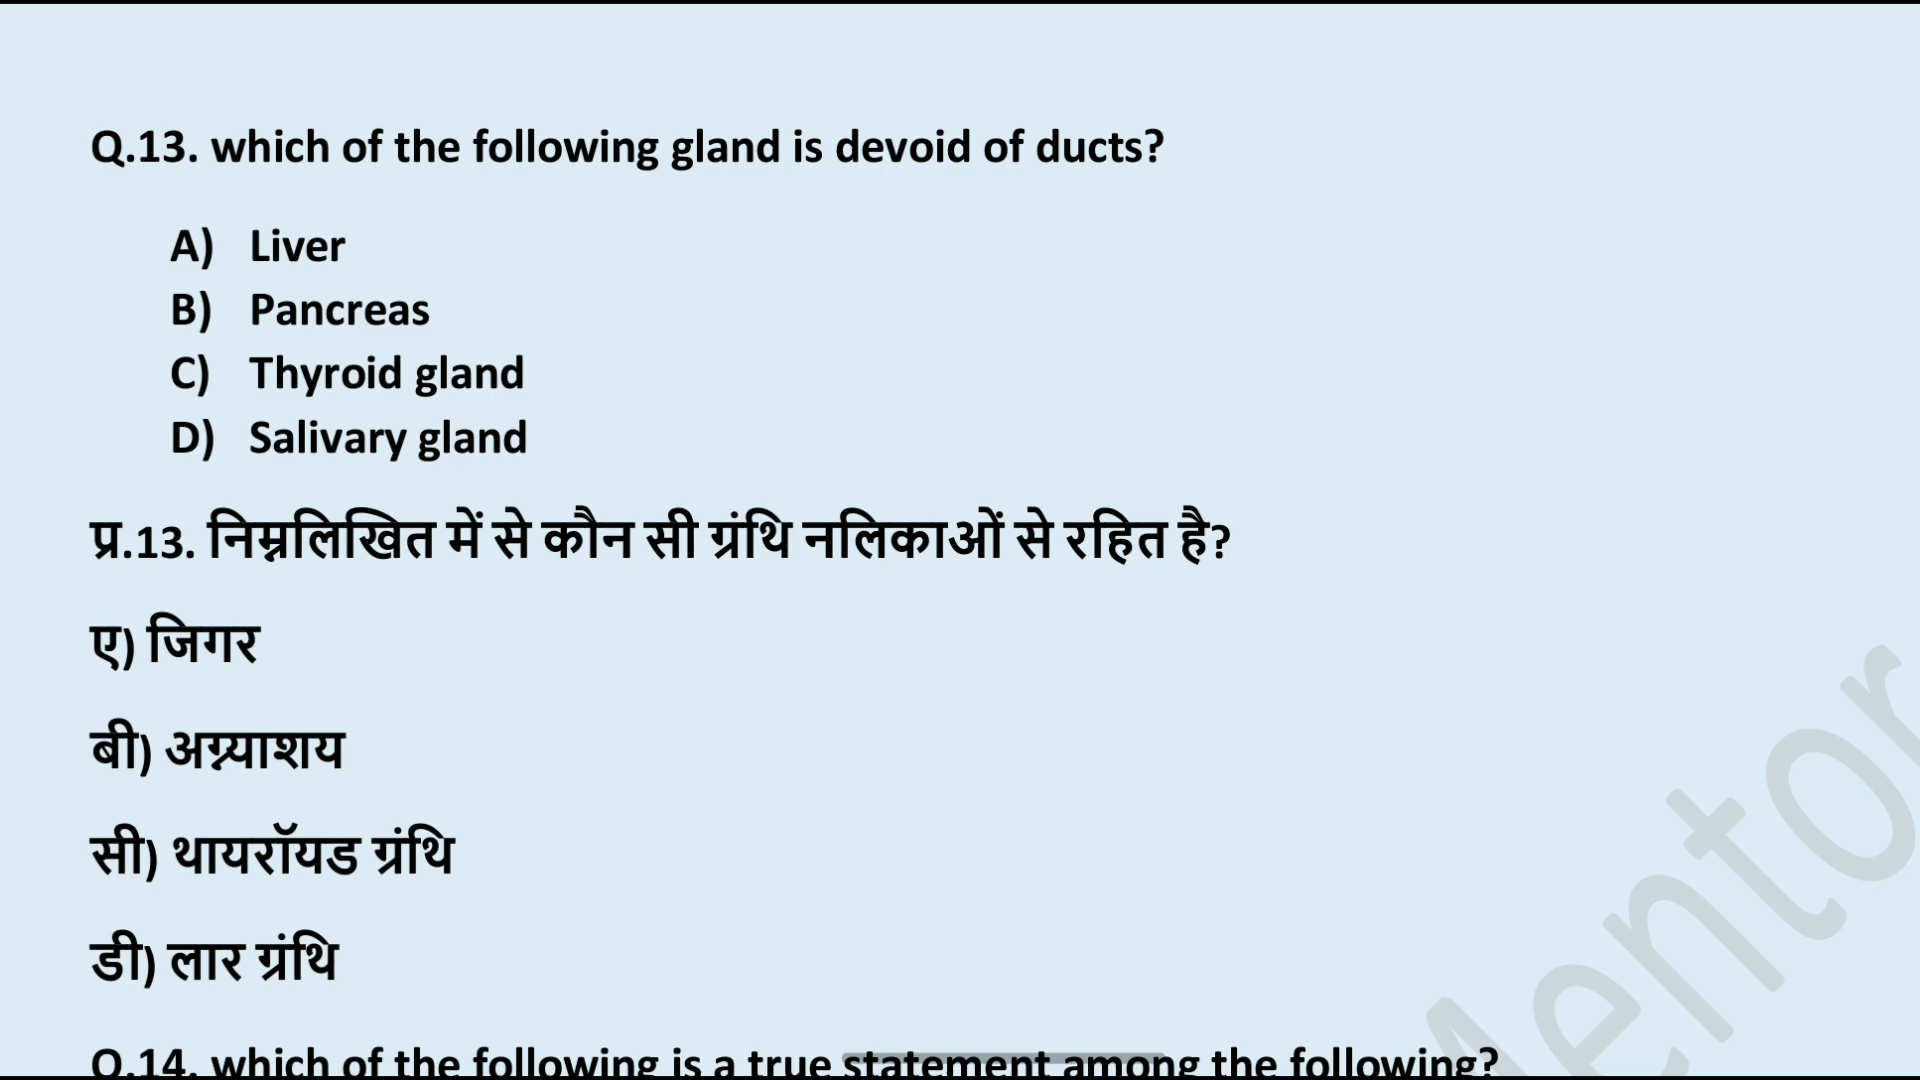 Q.13. which of the following gland is devoid of ducts?
A) Liver
B) Pancreas
C) Thyroid gland
D) Salivary gland
प्र.13. निम्नलिखित में से कौन सी ग्रंथि नलिकाओं से रहित है?
ए) जिगर
बी) अग्न्याशय
सी) थायरॉयड ग्रंथि
डी) लार ग्रंथि
Q.14. which of the following is a true statement among the following?
Mentor